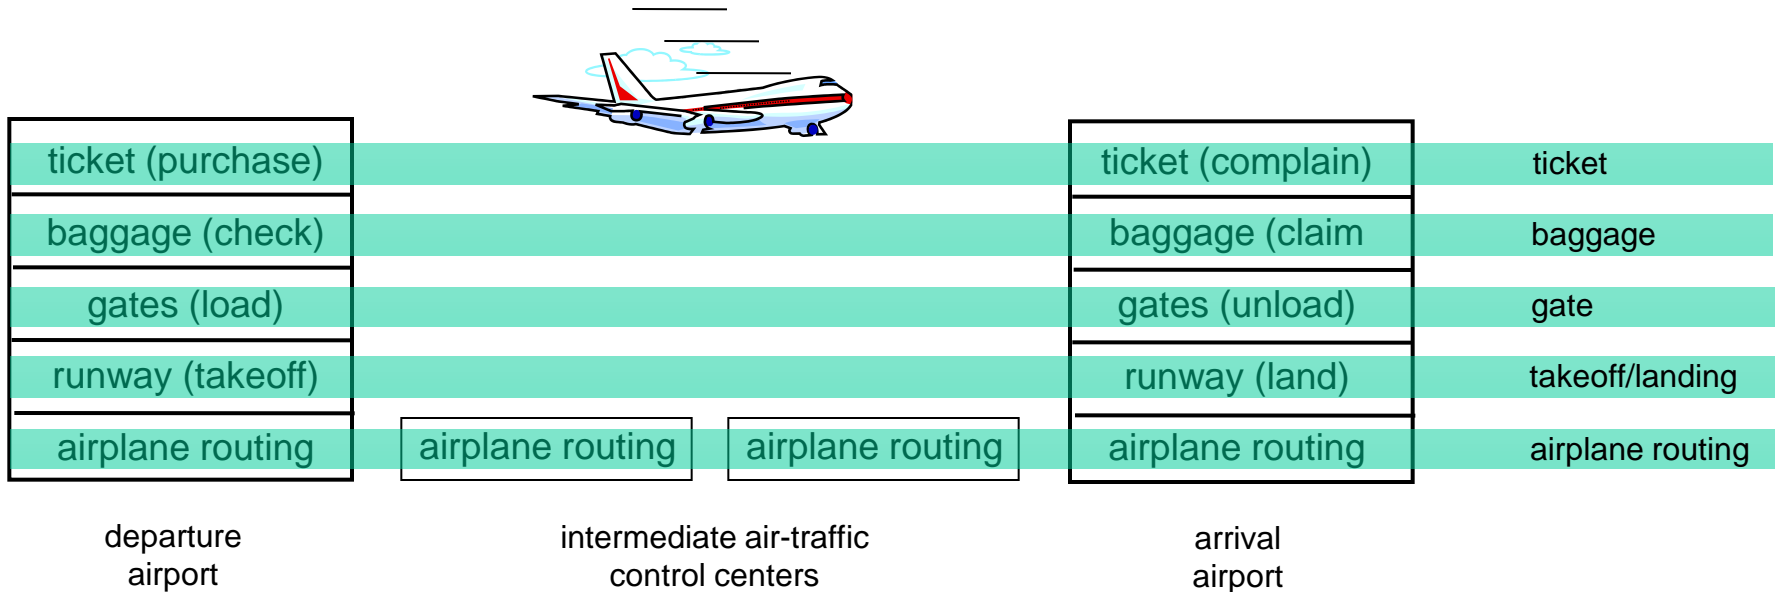 ticket (purchase) ticket (complain) ticket
baggage (check) baggage (claim baggage
gates (load) gates (unload) gate
runway (takeoff) runway (land) takeoff/landing
airplane routing airplane routing airplane routing airplane routing airplane routing
departure
airport
intermediate air-traffic
control centers
arrival
airport